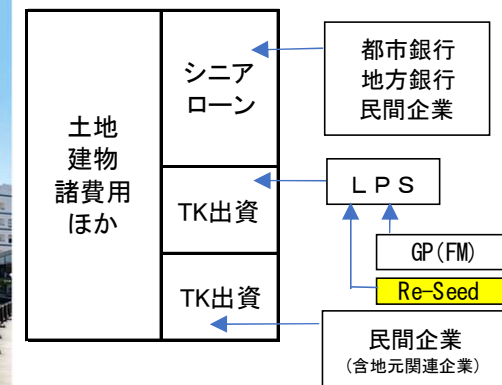 土地
建物
諸費用
ほか
シニア
ローン
TK出資
TK出資
都市銀行
地方銀行
民間企業
ＬＰＳ
GP(FM)
Re-Seed
民間企業
(含地元関連企業)